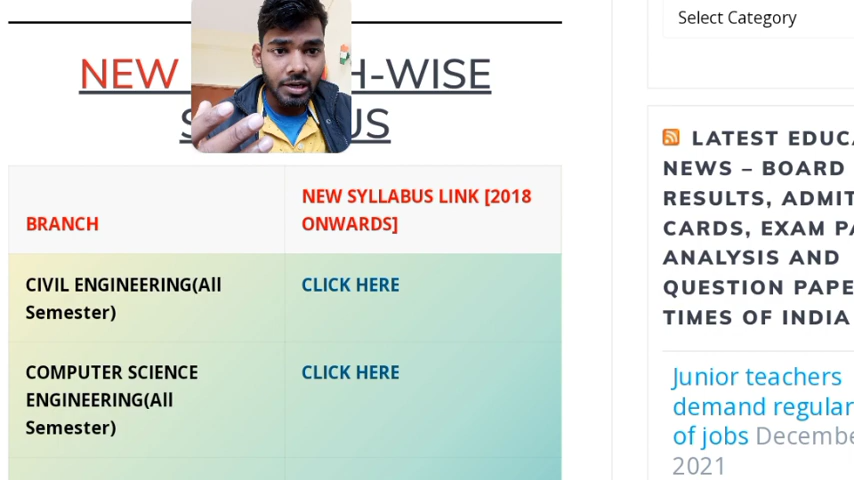 Select Category
NEW H-WISE
S US
LATEST EDUC
NEWS – BOARD
RESULTS, ADMIT
CARDS, EXAM P
ANALYSIS AND
QUESTION PAPE
TIMES OF INDIA
BRANCH
NEW SYLLABUS LINK [2018
ONWARDS]
CIVIL ENGINEERING(All
Semester)
CLICK HERE
COMPUTER SCIENCE
ENGINEERING(All
Semester)
CLICK HERE
Junior teachers
demand regular
of jobs Decembe
2021